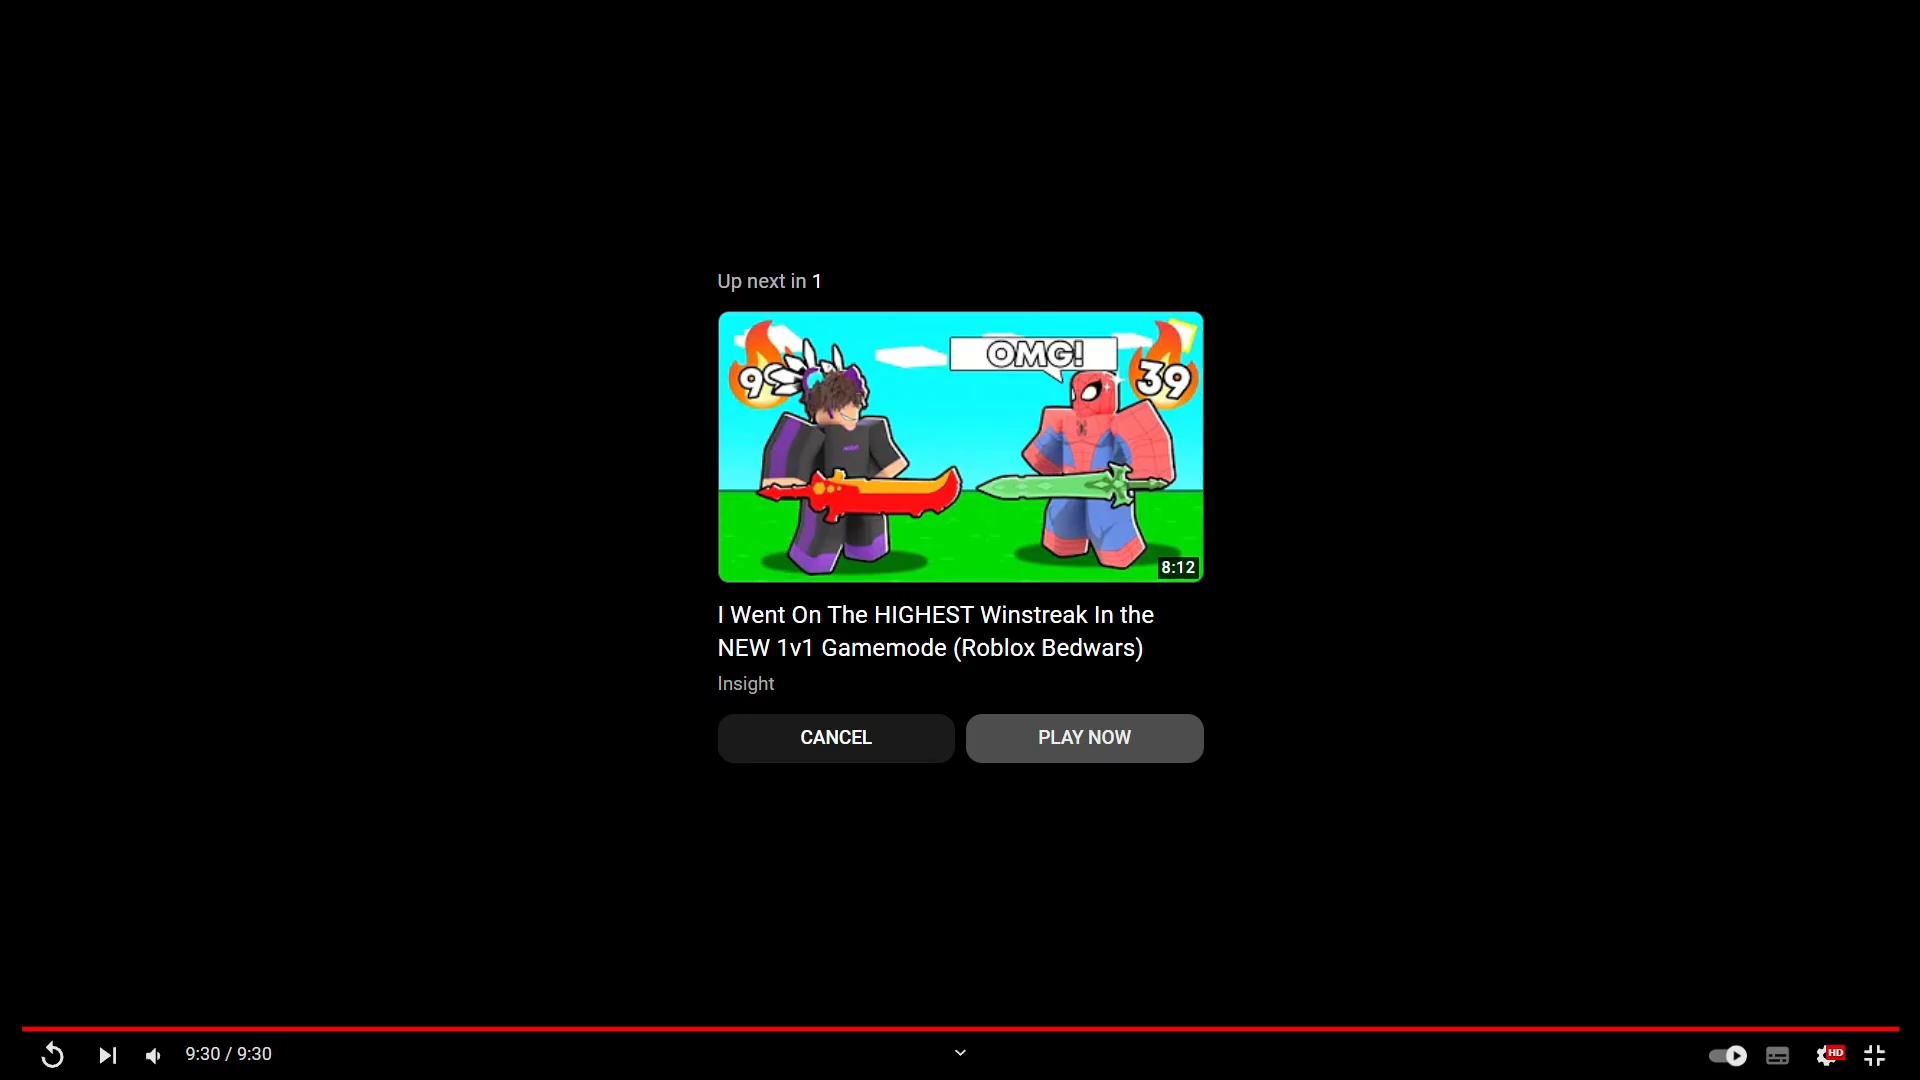 Up next in 1
OMG!
39
8:12
I Went On The HIGHEST Winstreak In the
NEW 1v1 Gamemode (Roblox Bedwars)
Insight
CANCEL
PLAY NOW
9:30 / 9:30
HD